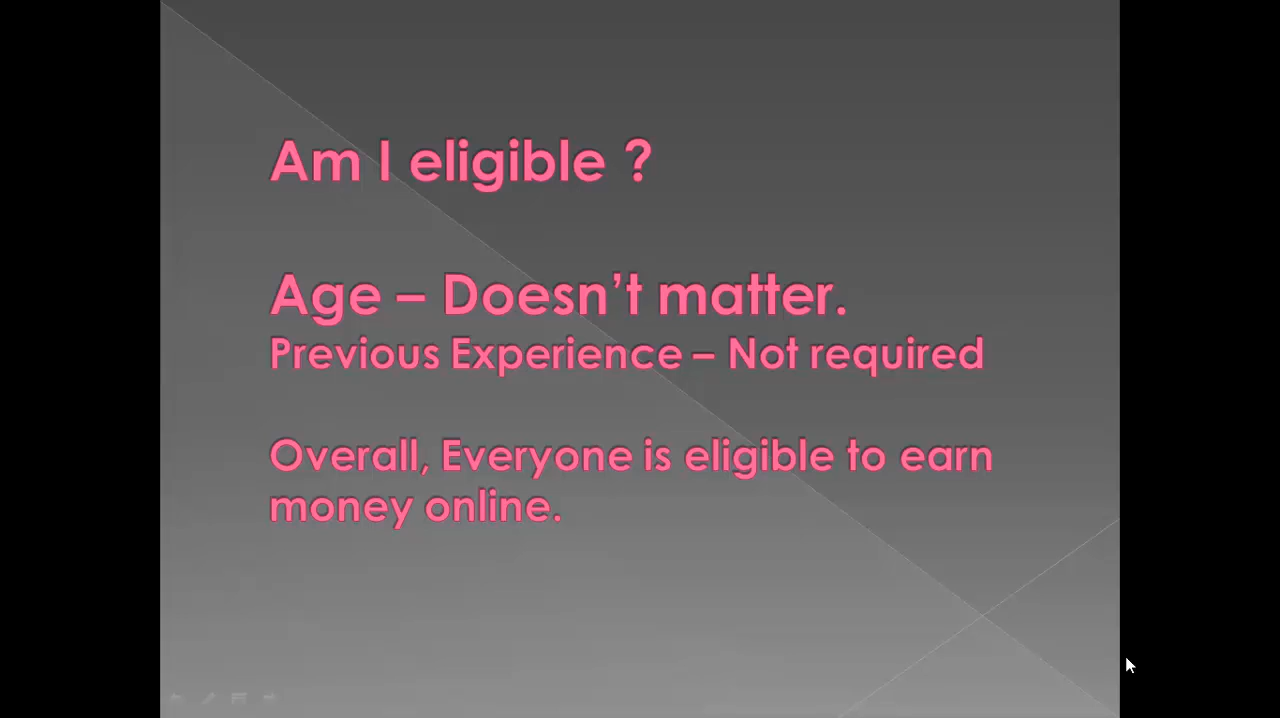 Am I eligible ?
Age – Doesn’t matter.
Previous Experience – Not required
Overall, Everyone is eligible to earn
money online.